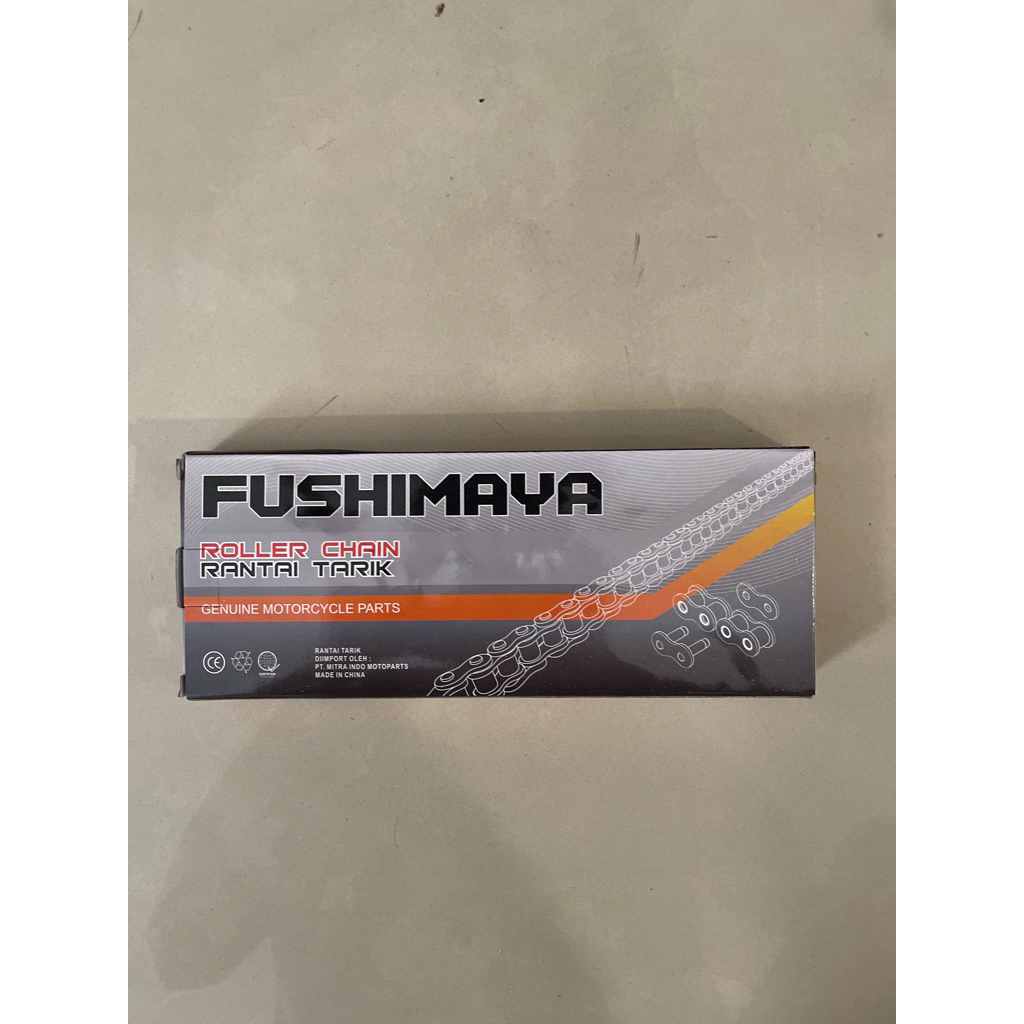 FUSHIMAYA
ROLLER CHAIN
RANTAI TARIK
GENUINE MOTORCYCLE PARTS
CE
RANTAI TARIK
DIIMPORT OLEH :
PT. MITRA INDO MOTOPARTS
MADE IN CHINA